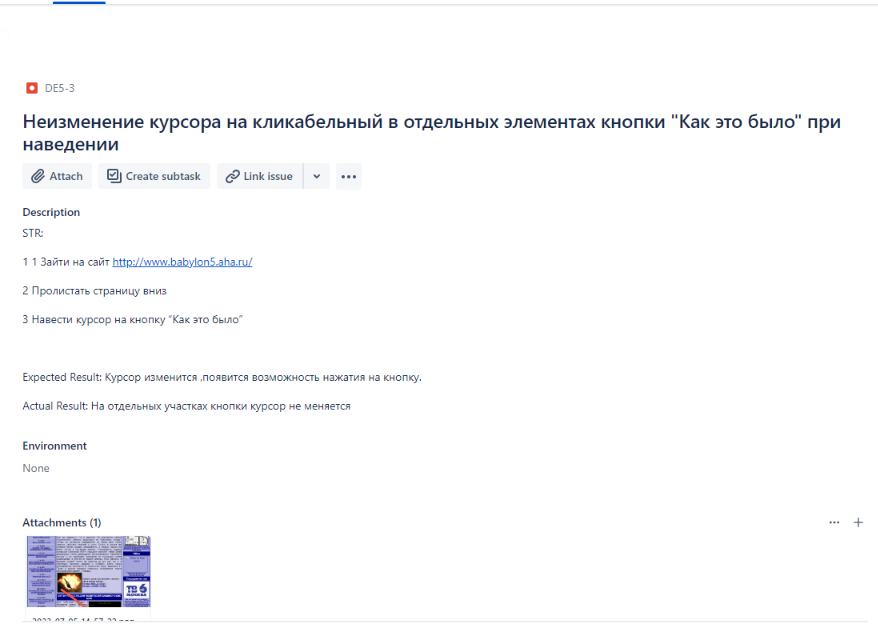 DE5-3
Неизменение курсора на кликабельный в отдельных элементах кнопки "Как это было" при
наведении
Attach
Create subtask
Link issue
Description
STR:
1 1 Зайти на сайт http://www.babylon5.aha.ru/
2 Пролистать страницу вниз
3 Навести курсор на кнопку "Как это было"
Expected Result: Курсор изменится ,появится возможность нажатия на кнопку.
Actual Result: На отдельных участках кнопки курсор не меняется
Environment
None
Attachments (1)
ТВ 6